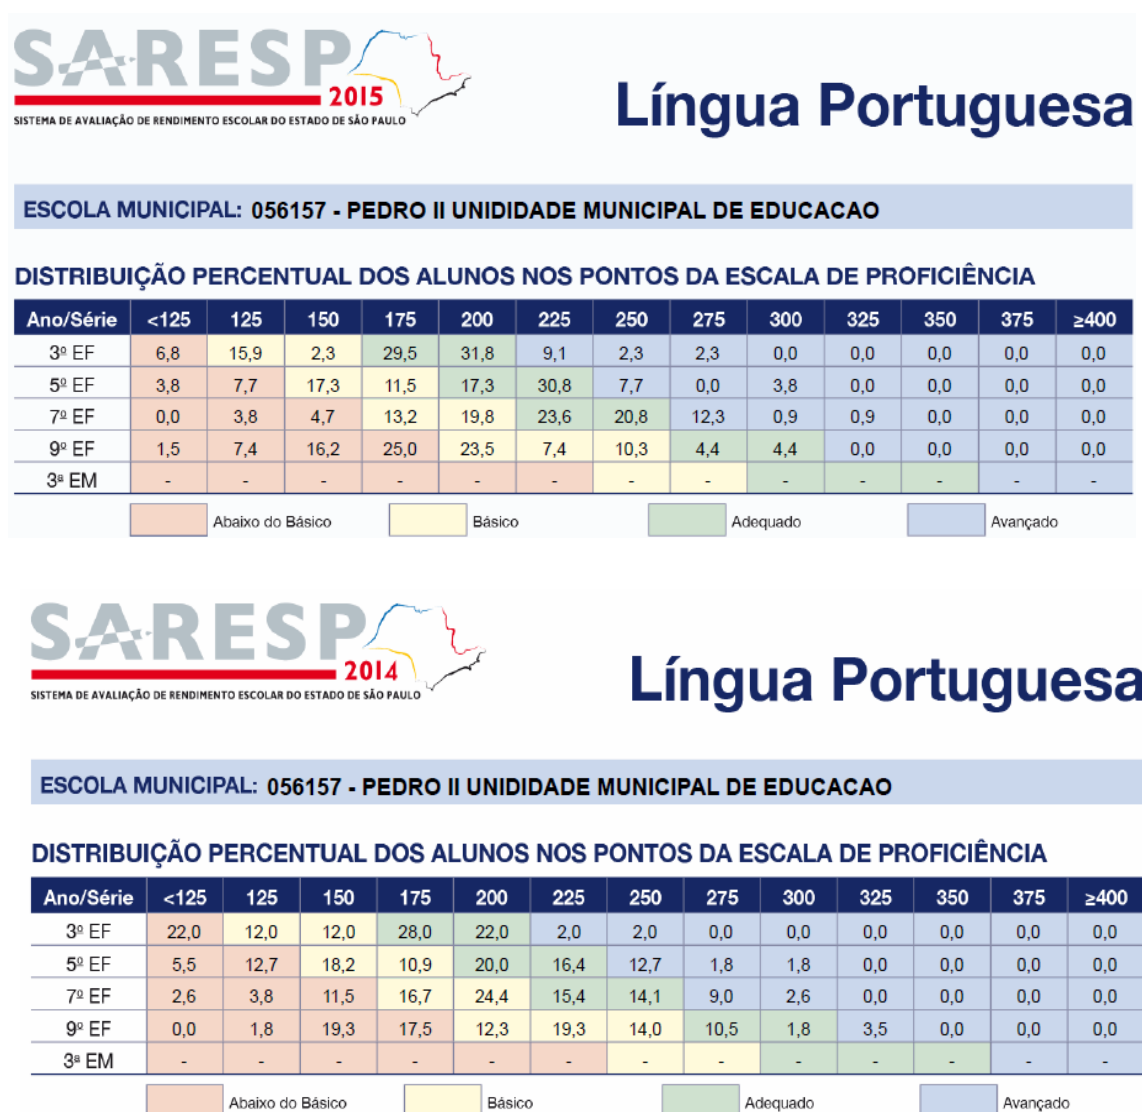 SARESP
2015
SISTEMA DE AVALIAÇÃO DE RENDIMENTO ESCOLAR DO ESTADO DE SÃO PAULO
Língua Portuguesa
ESCOLA MUNICIPAL: 056157 - PEDRO II UNIDIDADE MUNICIPAL DE EDUCACAO
DISTRIBUIÇÃO PERCENTUAL DOS ALUNOS NOS PONTOS DA ESCALA DE PROFICIÊNCIA
Ano/Série <125 125 150 175 200 225 250 275 300 325 350 375 ≥400
3º EF 6,8 15,9 2,3 29,5 31,8 9,1 2,3 2,3 0,0 0,0 0,0 0,0 0,0
5º EF 3,8 7,7 17,3 11,5 17,3 30,8 7,7 0,0 3,8 0,0 0,0 0,0 0,0
7º EF 0,0 3,8 4,7 13,2 19,8 23,6 20,8 12,3 0,9 0,9 0,0 0,0 0,0
9º EF 1,5 7,4 16,2 25,0 23,5 7,4 10,3 4,4 4,4 0,0 0,0 0,0 0,0
3ª EM - - - - - - - - - - - - -
Abaixo do Básico Básico Adequado Avançado
SARESP
2014
SISTEMA DE AVALIAÇÃO DE RENDIMENTO ESCOLAR DO ESTADO DE SÃO PAULO
Língua Portuguesa
ESCOLA MUNICIPAL: 056157 - PEDRO II UNIDIDADE MUNICIPAL DE EDUCACAO
DISTRIBUIÇÃO PERCENTUAL DOS ALUNOS NOS PONTOS DA ESCALA DE PROFICIÊNCIA
Ano/Série <125 125 150 175 200 225 250 275 300 325 350 375 ≥400
3º EF 22,0 12,0 12,0 28,0 22,0 2,0 2,0 0,0 0,0 0,0 0,0 0,0 0,0
5º EF 5,5 12,7 18,2 10,9 20,0 16,4 12,7 1,8 1,8 0,0 0,0 0,0 0,0
7º EF 2,6 3,8 11,5 16,7 24,4 15,4 14,1 9,0 2,6 0,0 0,0 0,0 0,0
9º EF 0,0 1,8 19,3 17,5 12,3 19,3 14,0 10,5 1,8 3,5 0,0 0,0 0,0
3ª EM - - - - - - - - - - - - -
Abaixo do Básico Básico Adequado Avançado